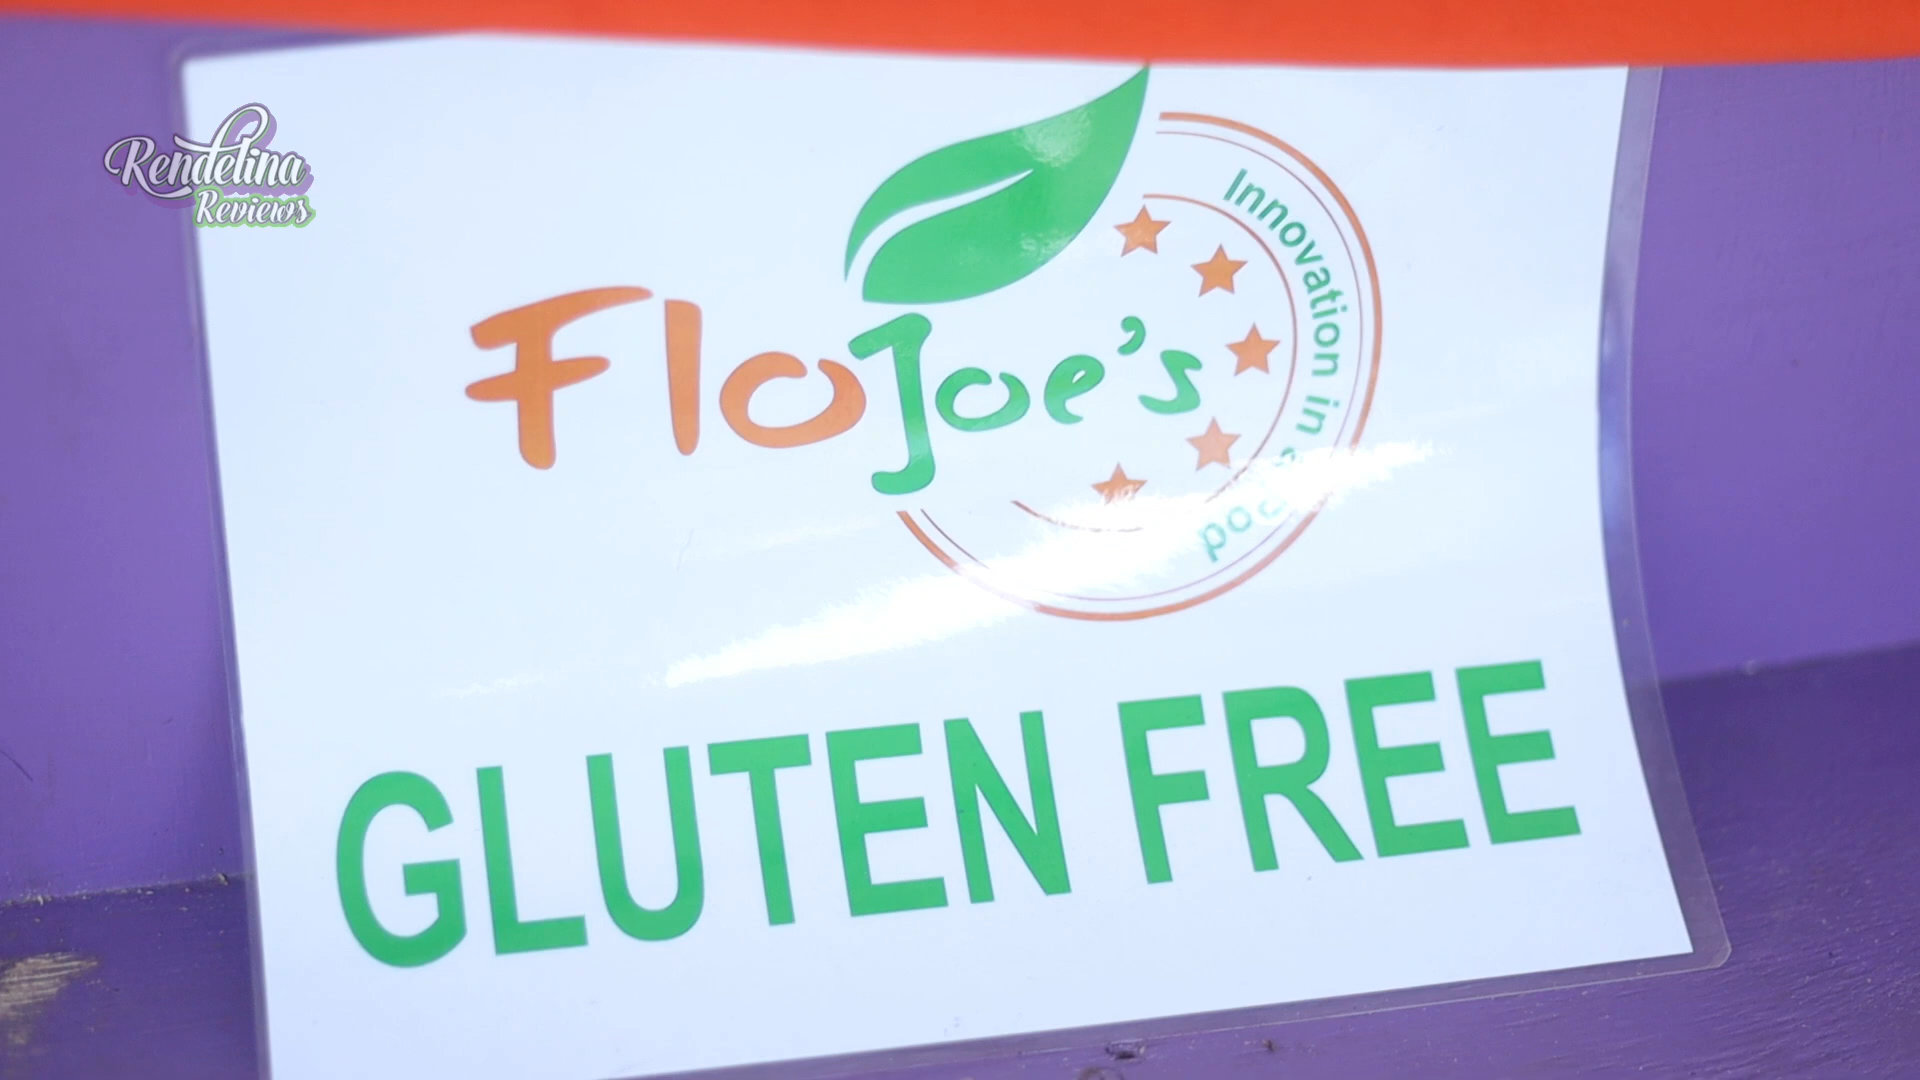 Rendelina
Reviews
FloJoe's
Innovation in
GLUTEN FREE